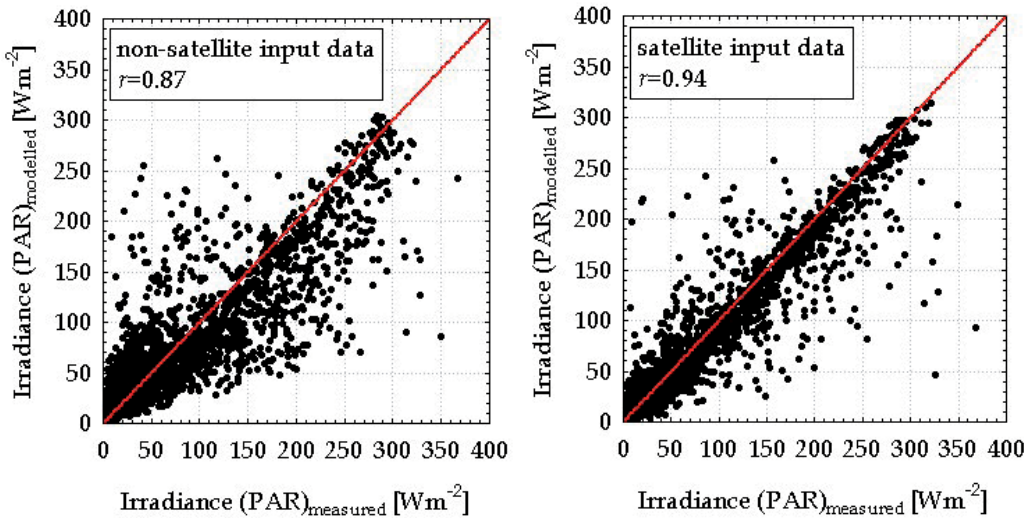 non-satellite input data
r=0.87
Irradiance (PAR)modelled [Wm-2]
400
350
300
250
200
150
100
50
0
0 50 100 150 200 250 300 350 400
Irradiance (PAR)measured [Wm-2]
satellite input data
r=0.94
Irradiance (PAR)modelled [Wm-2]
400
350
300
250
200
150
100
50
0
0 50 100 150 200 250 300 350 400
Irradiance (PAR)measured [Wm-2]